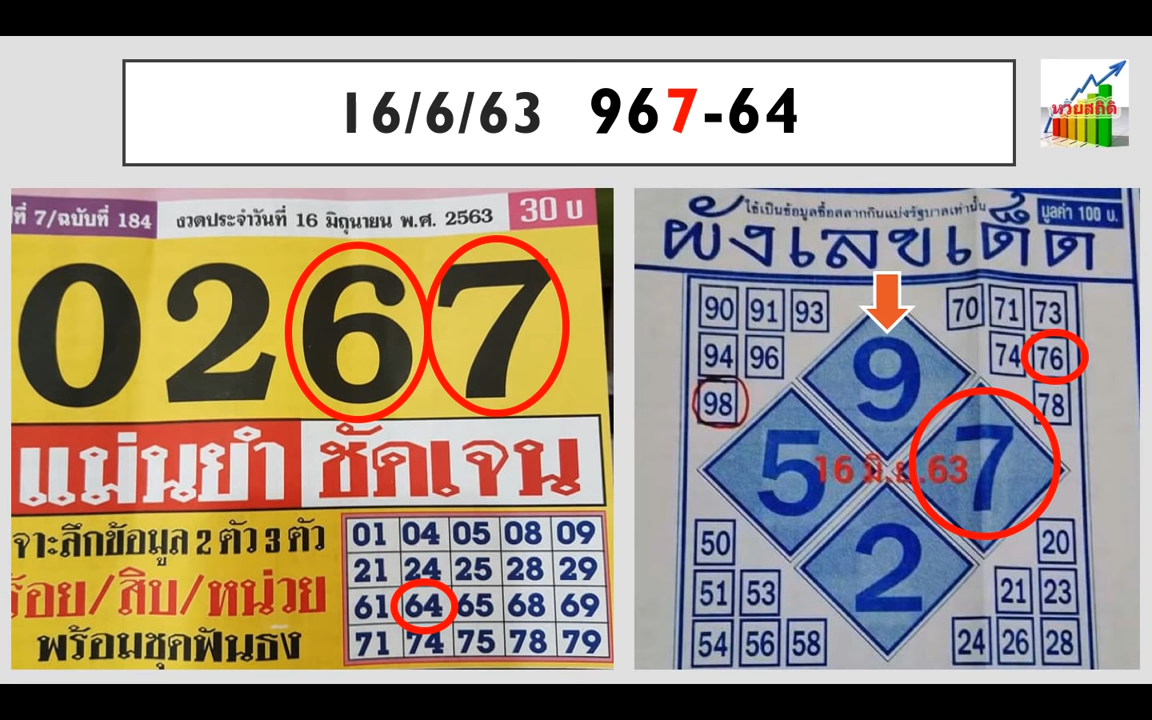 16/6/63 967-64
หวยสถิติ
ที่ 7/ฉบับที่ 184 งวดประจำวันที่ 16 มิถุนายน พ.ศ. 2563 30 บ
0267
แม่นยำ ชัดเจน
จาะลึกข้อมูล 2 ตัว 3 ตัว
ร้อย/สิบ/หน่วย
พร้อมชุดฟันธง
01 04 05 08 09
21 24 25 28 29
61 64 65 68 69
71 74 75 78 79
ใช้เป็นข้อมูลซื้อสลากกินแบ่งรัฐบาลเท่านั้น มูลค่า 100 บ.
ผังเลขเด็ด
90 91 93 70 71 73
94 96 74 76
98 78
9
5 7
16 มิ.ย.63
2
50 20
51 53 21 23
54 56 58 24 26 28